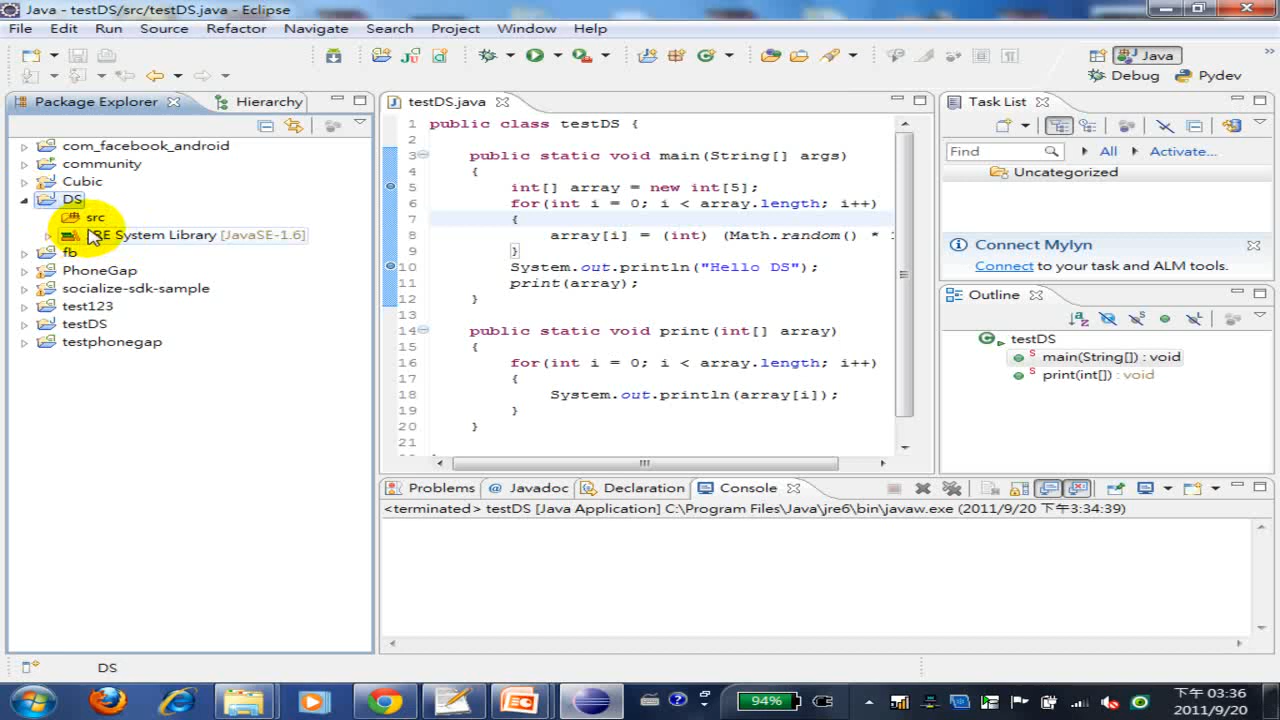 Java - testDS/src/testDS.java - Eclipse
File Edit Run Source Refactor Navigate Search Project Window Help
Java
Debug Pydev
Package Explorer Hierarchy
com_facebook_android
community
Cubic
DS
src
RE System Library [JavaSE-1.6]
fb
PhoneGap
socialize-sdk-sample
test123
testDS
testphonegap
testDS.java
1 public class testDS {
2
3 public static void main(String[] args)
4 {
5 int[] array = new int[5];
6 for(int i = 0; i < array.length; i++)
7 {
8 array[i] = (int) (Math.random() *
9 }
10 System.out.println("Hello DS");
11 print(array);
12 }
13
14 public static void print(int[] array)
15 {
16 for(int i = 0; i < array.length; i++)
17 {
18 System.out.println(array[i]);
19 }
20 }
21
Task List
Find All Activate...
Uncategorized
Connect Mylyn
Connect to your task and ALM tools.
Outline
testDS
main(String[]) : void
print(int[]) : void
Problems @ Javadoc Declaration Console
<terminated> testDS [Java Application] C:\Program Files\Java\jre6\bin\javaw.exe (2011/9/20 下午3:34:39)
DS
94%
下午 03:36
2011/9/20